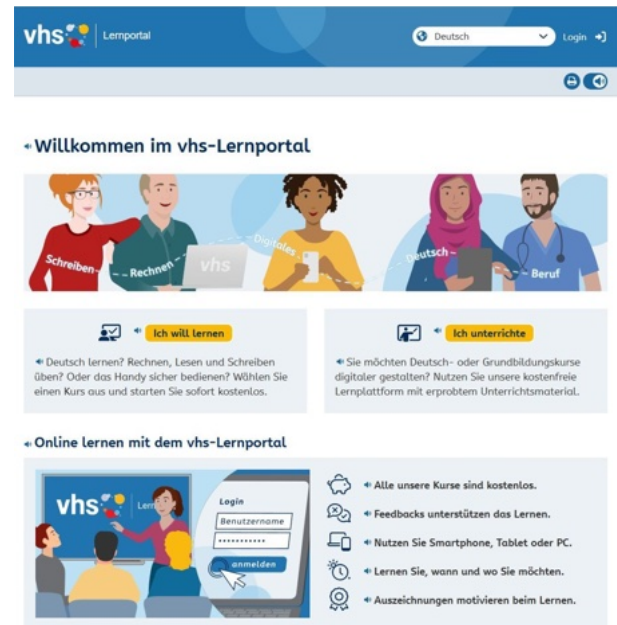 vhs Lernportal
Deutsch
Login
Willkommen im vhs-Lernportal
Schreiben
Rechnen
vhs
Digitales
Deutsch
Beruf
Ich will lernen
Deutsch lernen? Rechnen, Lesen und Schreiben
üben? Oder das Handy sicher bedienen? Wählen Sie
einen Kurs aus und starten Sie sofort kostenlos.
Ich unterrichte
Sie möchten Deutsch- oder Grundbildungskurse
digitaler gestalten? Nutzen Sie unsere kostenfreie
Lernplattform mit erprobtem Unterrichtsmaterial.
Online lernen mit dem vhs-Lernportal
vhs Lern
Login
Benutzername
anmelden
Alle unsere Kurse sind kostenlos.
Feedbacks unterstützen das Lernen.
Nutzen Sie Smartphone, Tablet oder PC.
Lernen Sie, wann und wo Sie möchten.
Auszeichnungen motivieren beim Lernen.